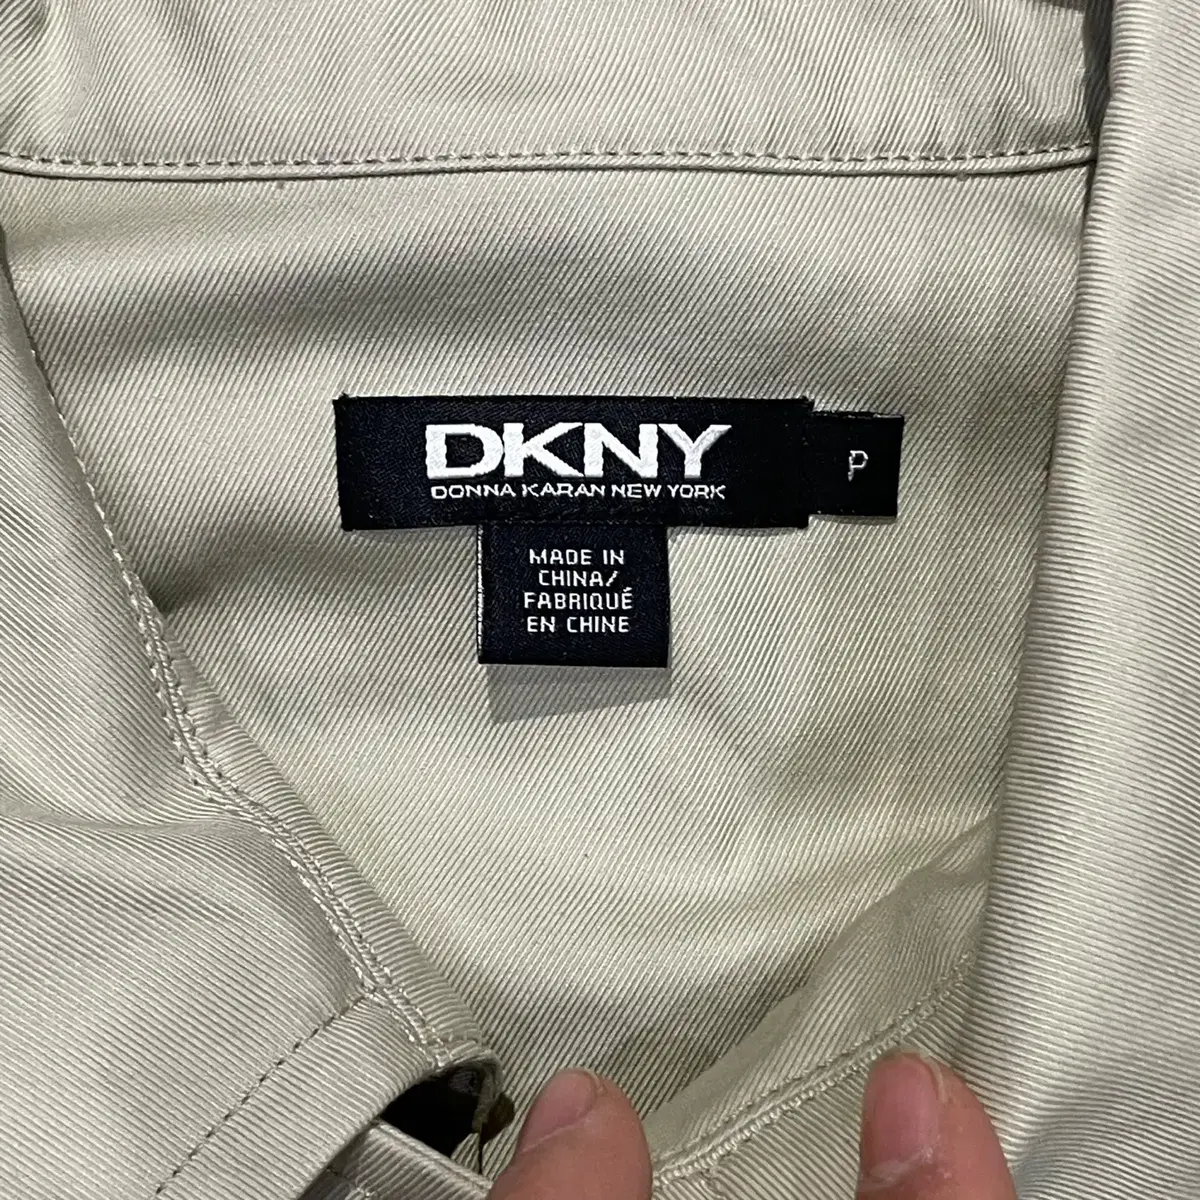 DKNY
DONNA KARAN NEW YORK
P
MADE IN
CHINA/
FABRIQUÉ
EN CHINE